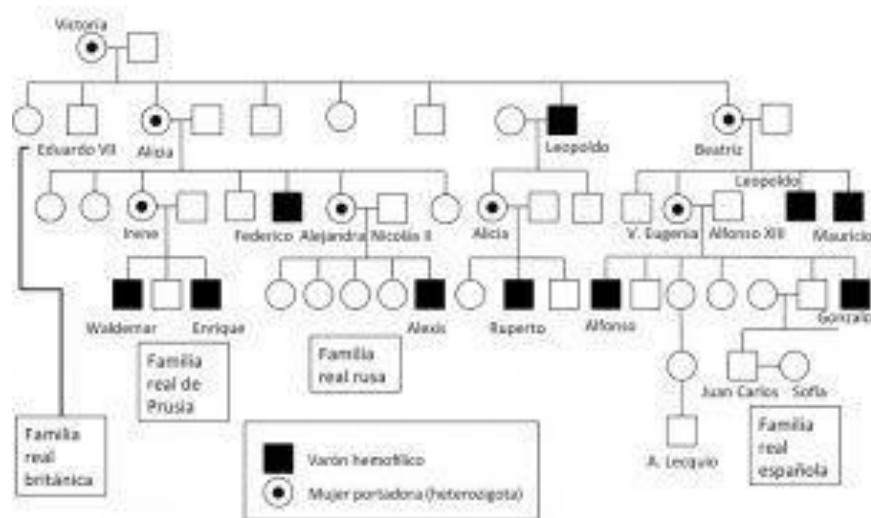 Victoria
Eduardo VII
Alicia
Leopoldo
Beatriz
Leopoldo
Irene
Federico
Alejandra
Nicolás II
Alicia
V. Eugenia
Alfonso XIII
Mauricio
Waldemar
Enrique
Alexis
Ruperto
Alfonso
Gonzalo
Familia
real de
Prusia
Familia
real rusa
Juan Carlos
Sofía
Familia
real
británica
A. Lecquio
Familia
real
española
Varón hemofílico
Mujer portadora (heterozigota)